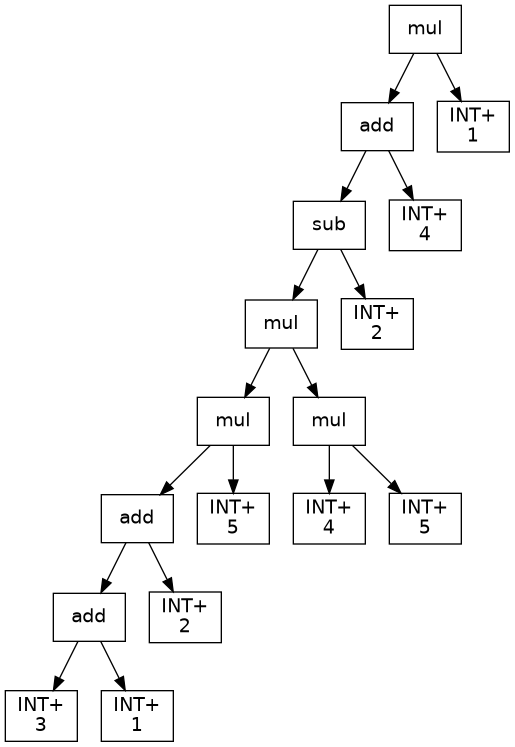 mul
add
INT+
1
sub
INT+
4
mul
INT+
2
mul
mul
add
INT+
5
INT+
4
INT+
5
add
INT+
2
INT+
3
INT+
1